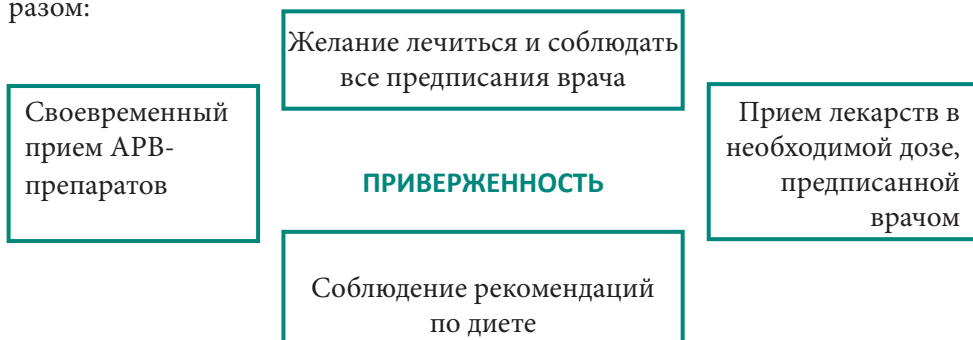 разом:
Желание лечиться и соблюдать
все предписания врача
Своевременный
прием АРВ-
препаратов
ПРИВЕРЖЕННОСТЬ
Прием лекарств в
необходимой дозе,
предписанной
врачом
Соблюдение рекомендаций
по диете